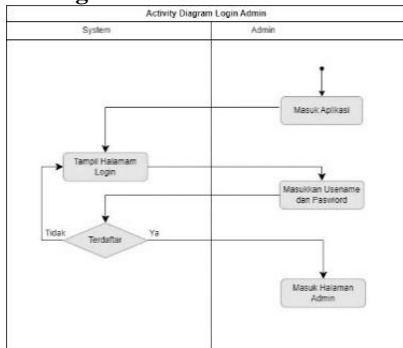 Activity Diagram Login Admin
System
Admin
Masuk Aplikasi
Tampil Halamam
Login
Masukkan Usename
dan Pasword
Tidak
Terdaftar
Ya
Masuk Halaman
Admin